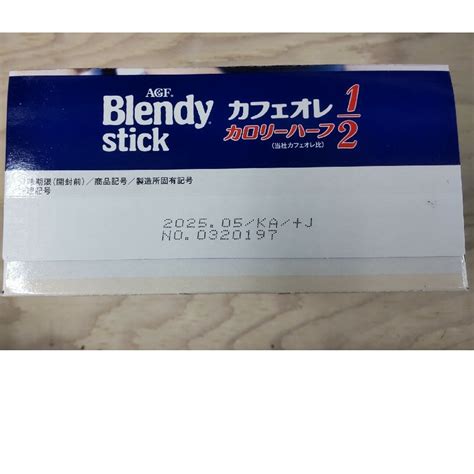 AGF
Blendy
stick
カフェオレ
カロリーハーフ
1/2
(当社カフェオレ比)
味期限(開封前)/商品記号/製造所固有記号
記号
2025.05/KA/+J
NO.0320197